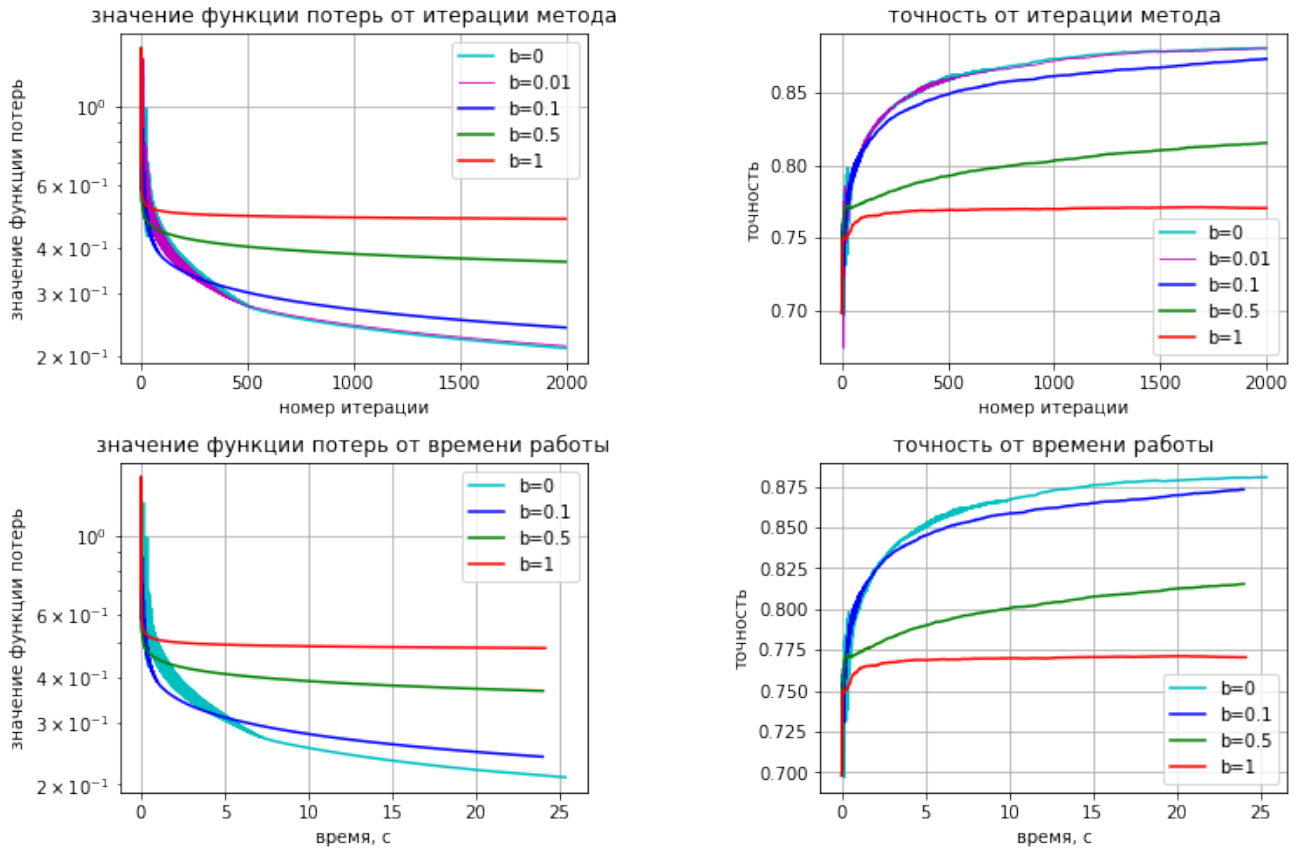 значение функции потерь от итерации метода
значение функции потерь
10⁰
6 × 10⁻¹
4 × 10⁻¹
3 × 10⁻¹
2 × 10⁻¹
b=0
b=0.01
b=0.1
b=0.5
b=1
0 500 1000 1500 2000
номер итерации
точность от итерации метода
точность
0.85
0.80
0.75
0.70
b=0
b=0.01
b=0.1
b=0.5
b=1
0 500 1000 1500 2000
номер итерации
значение функции потерь от времени работы
значение функции потерь
10⁰
6 × 10⁻¹
4 × 10⁻¹
3 × 10⁻¹
2 × 10⁻¹
b=0
b=0.1
b=0.5
b=1
0 5 10 15 20 25
время, с
точность от времени работы
точность
0.875
0.850
0.825
0.800
0.775
0.750
0.725
0.700
b=0
b=0.1
b=0.5
b=1
0 5 10 15 20 25
время, с